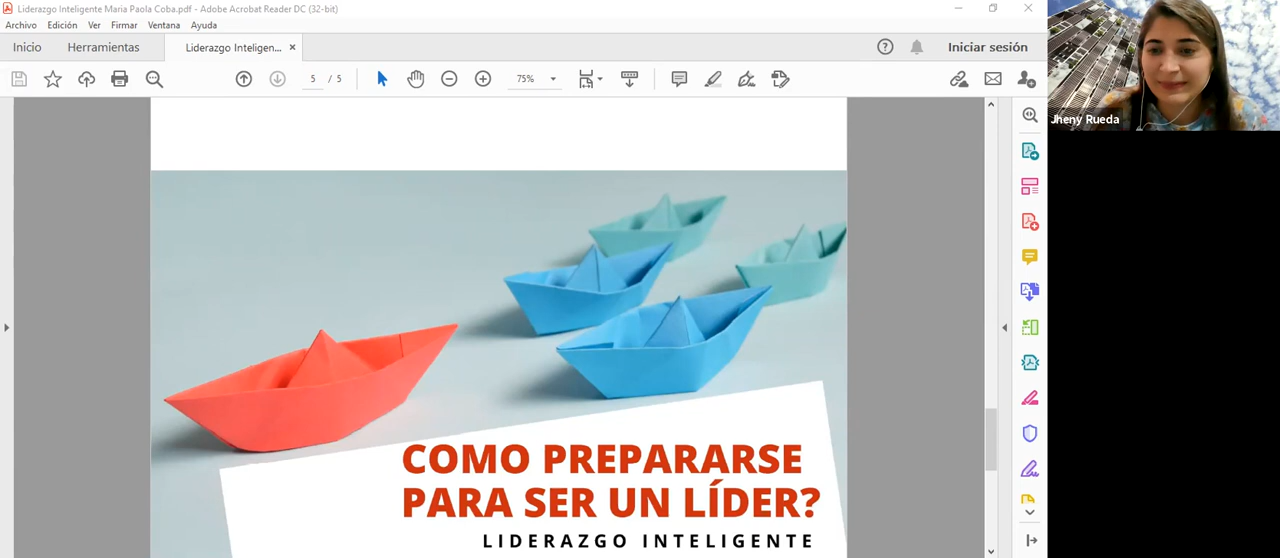 Liderazgo Inteligente Maria Paola Coba.pdf - Adobe Acrobat Reader DC (32-bit)
Archivo Edición Ver Firmar Ventana Ayuda
Inicio Herramientas Liderazgo Inteligen... Iniciar sesión
5 / 5 75%
Jheny Rueda
COMO PREPARARSE
PARA SER UN LÍDER?
LIDERAZGO INTELIGENTE